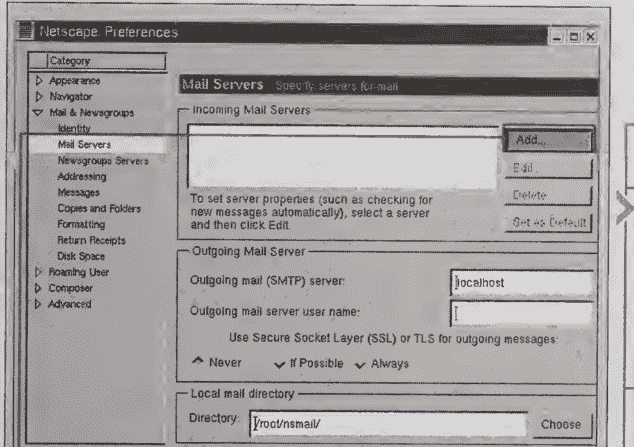 Netscape: Preferences
Category
Appearance
Navigator
Mail & Newsgroups
Identity
Mail Servers
Newsgroups Servers
Addressing
Messages
Copies and Folders
Formatting
Return Receipts
Disk Space
Roaming User
Composer
Advanced
Mail Servers Specify servers for mail
Incoming Mail Servers
Add...
Edit
Delete
Set as Default
To set server properties (such as checking for
new messages automatically), select a server
and then click Edit.
Outgoing Mail Server
Outgoing mail (SMTP) server: localhost
Outgoing mail server user name:
Use Secure Socket Layer (SSL) or TLS for outgoing messages:
Never If Possible Always
Local mail directory
Directory: /root/nsmail/ Choose